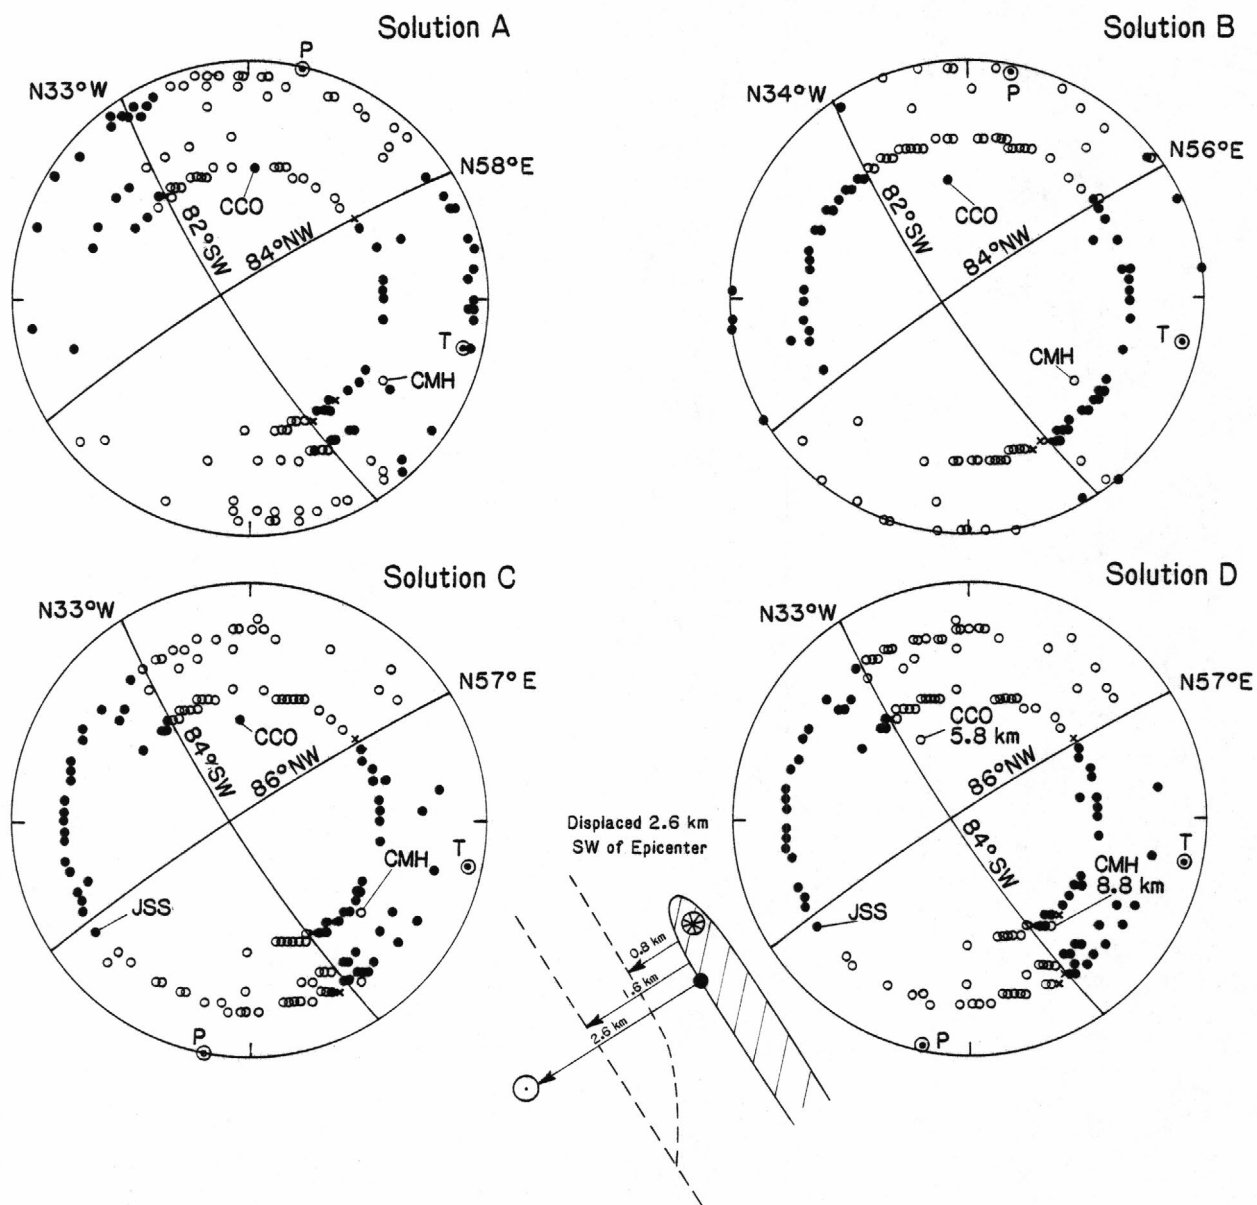 Solution A
P
N33°W
N58°E
CCO
82°SW
84°NW
T
CMH
Solution B
P
N34°W
N56°E
CCO
82°SW
84°NW
T
CMH
Solution C
N33°W
N57°E
CCO
84°SW
86°NW
T
CMH
JSS
P
Solution D
N33°W
N57°E
CCO
5.8 km
86°NW
84°SW
T
CMH
8.8 km
JSS
P
Displaced 2.6 km
SW of Epicenter
0.8 km
1.6 km
2.6 km